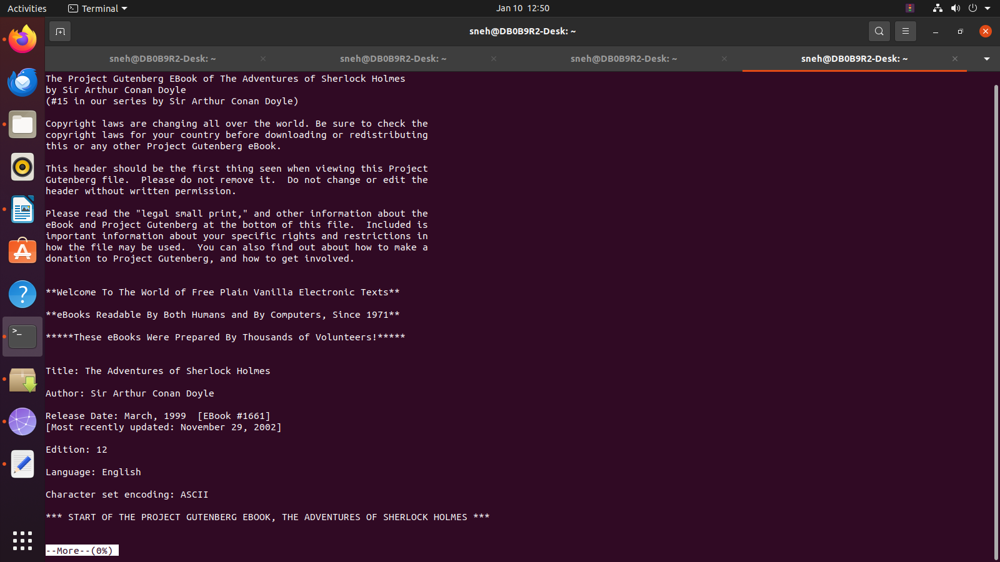 Activities
Terminal
Jan 10 12:50
sneh@DB0B9R2-Desk: ~
sneh@DB0B9R2-Desk: ~
sneh@DB0B9R2-Desk: ~
sneh@DB0B9R2-Desk: ~
sneh@DB0B9R2-Desk: ~
The Project Gutenberg EBook of The Adventures of Sherlock Holmes
by Sir Arthur Conan Doyle
(#15 in our series by Sir Arthur Conan Doyle)
Copyright laws are changing all over the world. Be sure to check the
copyright laws for your country before downloading or redistributing
this or any other Project Gutenberg eBook.
This header should be the first thing seen when viewing this Project
Gutenberg file.  Please do not remove it.  Do not change or edit the
header without written permission.
Please read the "legal small print," and other information about the
eBook and Project Gutenberg at the bottom of this file.  Included is
important information about your specific rights and restrictions in
how the file may be used.  You can also find out about how to make a
donation to Project Gutenberg, and how to get involved.
**Welcome To The World of Free Plain Vanilla Electronic Texts**
**eBooks Readable By Both Humans and By Computers, Since 1971**
*****These eBooks Were Prepared By Thousands of Volunteers!*****
Title: The Adventures of Sherlock Holmes
Author: Sir Arthur Conan Doyle
Release Date: March, 1999  [EBook #1661]
[Most recently updated: November 29, 2002]
Edition: 12
Language: English
Character set encoding: ASCII
*** START OF THE PROJECT GUTENBERG EBOOK, THE ADVENTURES OF SHERLOCK HOLMES ***
--More--(0%)